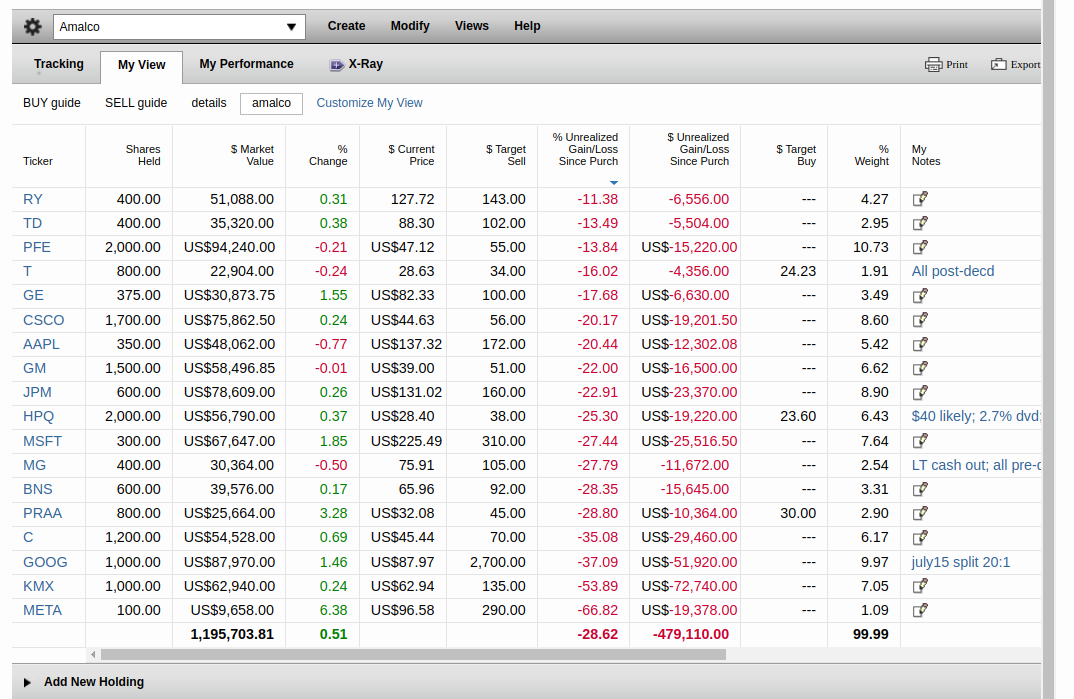 Amalco Create Modify Views Help
Tracking My View My Performance X-Ray Print Export
BUY guide SELL guide details amalco Customize My View
Ticker Shares Held $ Market Value % Change $ Current Price $ Target Sell % Unrealized Gain/Loss Since Purch $ Unrealized Gain/Loss Since Purch $ Target Buy % Weight My Notes
RY 400.00 51,088.00 0.31 127.72 143.00 -11.38 -6,556.00 --- 4.27
TD 400.00 35,320.00 0.38 88.30 102.00 -13.49 -5,504.00 --- 2.95
PFE 2,000.00 US$94,240.00 -0.21 US$47.12 55.00 -13.84 US$-15,220.00 --- 10.73
T 800.00 22,904.00 -0.24 28.63 34.00 -16.02 -4,356.00 24.23 1.91 All post-decd
GE 375.00 US$30,873.75 1.55 US$82.33 100.00 -17.68 US$-6,630.00 --- 3.49
CSCO 1,700.00 US$75,862.50 0.24 US$44.63 56.00 -20.17 US$-19,201.50 --- 8.60
AAPL 350.00 US$48,062.00 -0.77 US$137.32 172.00 -20.44 US$-12,302.08 --- 5.42
GM 1,500.00 US$58,496.85 -0.01 US$39.00 51.00 -22.00 US$-16,500.00 --- 6.62
JPM 600.00 US$78,609.00 0.26 US$131.02 160.00 -22.91 US$-23,370.00 --- 8.90
HPQ 2,000.00 US$56,790.00 0.37 US$28.40 38.00 -25.30 US$-19,220.00 23.60 6.43 $40 likely; 2.7% dvd;
MSFT 300.00 US$67,647.00 1.85 US$225.49 310.00 -27.44 US$-25,516.50 --- 7.64
MG 400.00 30,364.00 -0.50 75.91 105.00 -27.79 -11,672.00 --- 2.54 LT cash out; all pre-d
BNS 600.00 39,576.00 0.17 65.96 92.00 -28.35 -15,645.00 --- 3.31
PRAA 800.00 US$25,664.00 3.28 US$32.08 45.00 -28.80 US$-10,364.00 30.00 2.90
C 1,200.00 US$54,528.00 0.69 US$45.44 70.00 -35.08 US$-29,460.00 --- 6.17
GOOG 1,000.00 US$87,970.00 1.46 US$87.97 2,700.00 -37.09 US$-51,920.00 --- 9.97 july15 split 20:1
KMX 1,000.00 US$62,940.00 0.24 US$62.94 135.00 -53.89 US$-72,740.00 --- 7.05
META 100.00 US$9,658.00 6.38 US$96.58 290.00 -66.82 US$-19,378.00 --- 1.09
1,195,703.81 0.51 -28.62 -479,110.00 99.99
Add New Holding